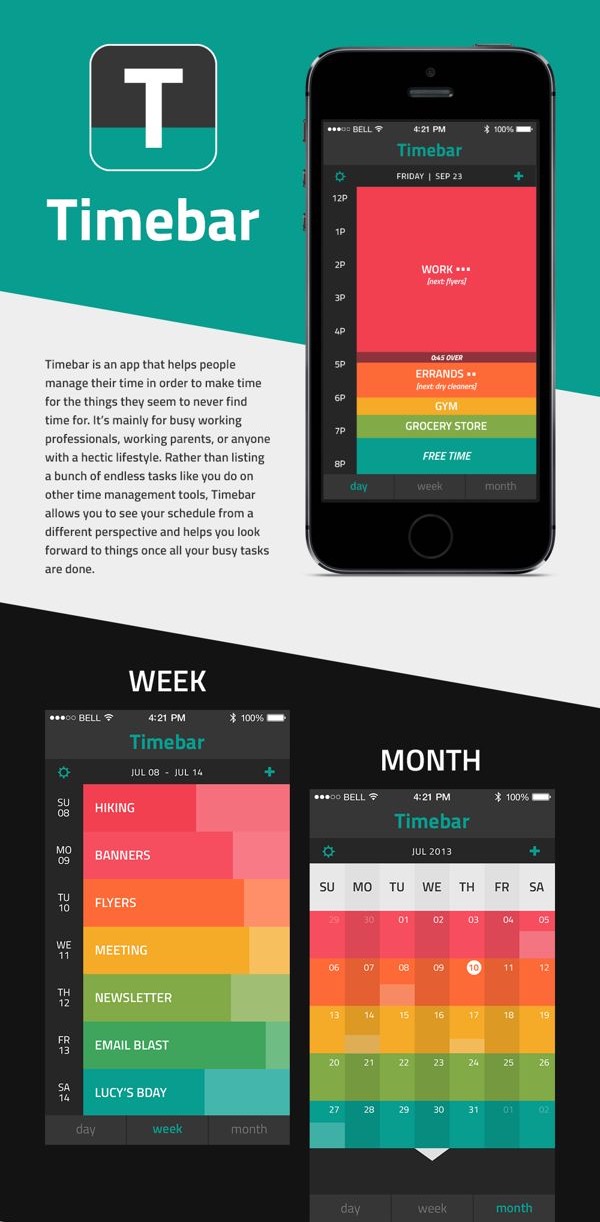 T
Timebar
BELL 4:21 PM 100%
Timebar
FRIDAY | SEP 23
12P
1P
2P
WORK
[next: flyers]
3P
4P
0:45 OVER
5P
ERRANDS
[next: dry cleaners]
6P
GYM
7P
GROCERY STORE
FREE TIME
8P
day week month
Timebar is an app that helps people
manage their time in order to make time
for the things they seem to never find
time for. It's mainly for busy working
professionals, working parents, or anyone
with a hectic lifestyle. Rather than listing
a bunch of endless tasks like you do on
other time management tools, Timebar
allows you to see your schedule from a
different perspective and helps you look
forward to things once all your busy tasks
are done.
WEEK
BELL 4:21 PM 100%
Timebar
JUL 08 - JUL 14
SU
08
HIKING
MO
09
BANNERS
TU
10
FLYERS
WE
11
MEETING
TH
12
NEWSLETTER
FR
13
EMAIL BLAST
SA
14
LUCY'S BDAY
day week month
MONTH
BELL 4:21 PM 100%
Timebar
JUL 2013
SU MO TU WE TH FR SA
29 30 01 02 03 04 05
06 07 08 09 10 11 12
13 14 15 16 17 18 19
20 21 22 23 24 25 26
27 28 29 30 31 01 02
day week month